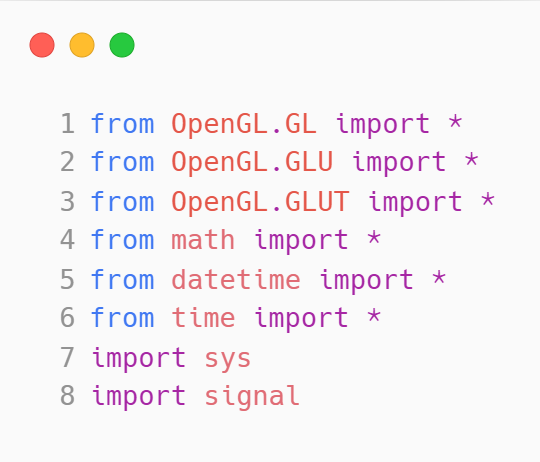 1 from OpenGL.GL import *
2 from OpenGL.GLU import *
3 from OpenGL.GLUT import *
4 from math import *
5 from datetime import *
6 from time import *
7 import sys
8 import signal